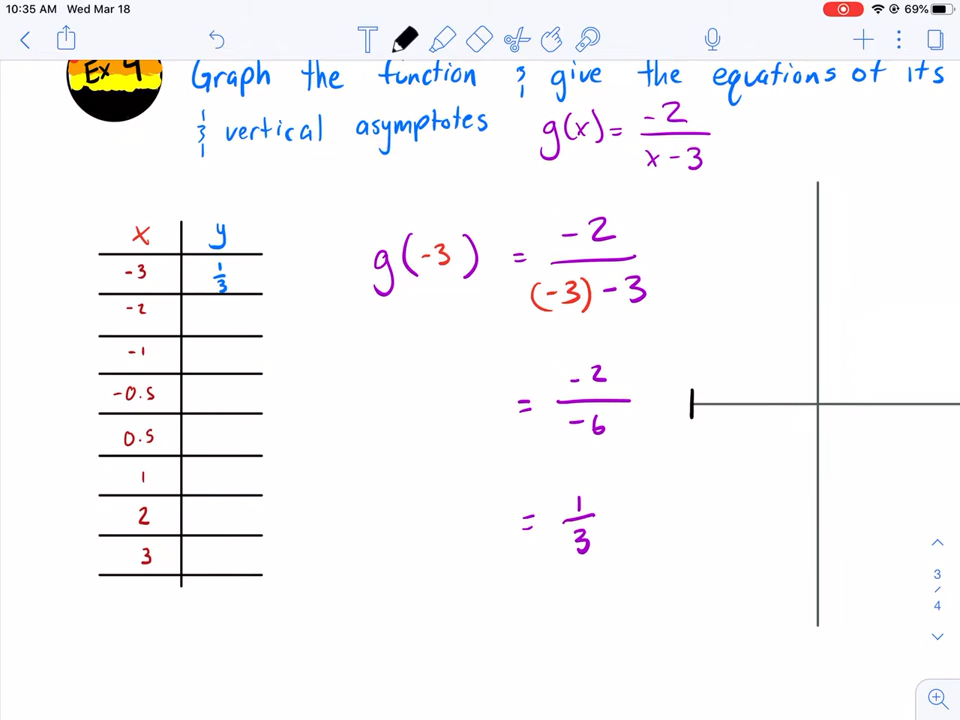 10:35 AM Wed Mar 18
69%
T
Ex 4
Graph the function & give the equations of its
& vertical asymptotes g(x) = -2 / x - 3
x y
-3 1/3
-2
-1
-0.5
0.5
1
2
3
g(-3) = -2 / (-3) - 3
= -2 / -6
= 1/3
3
/
4